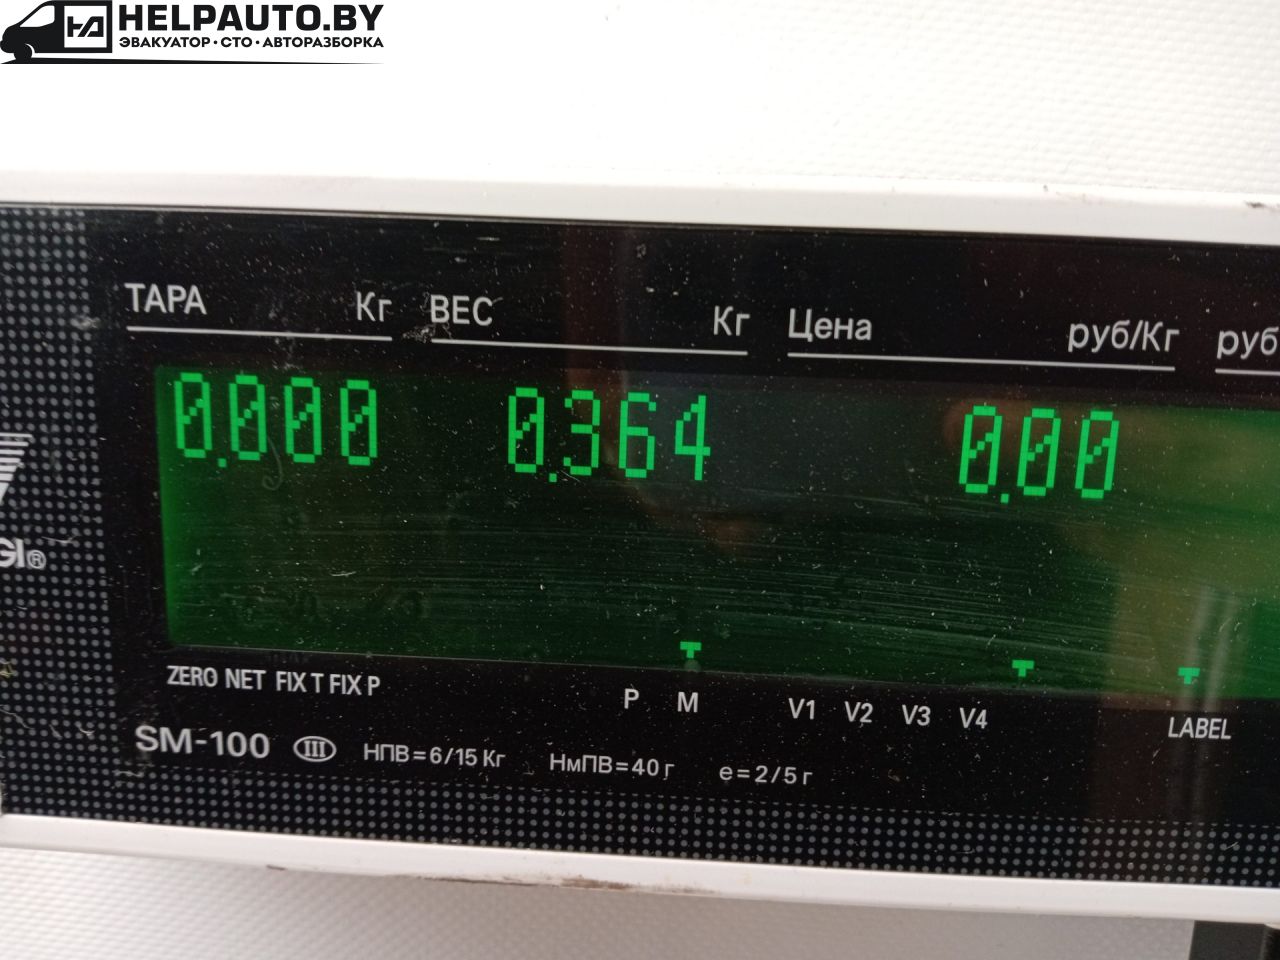 HELPAUTO.BY
ЭВАКУАТОР · СТО · АВТОРАЗБОРКА
ТАРА Кг ВЕС Кг Цена руб/Кг руб
0.000 0.364 0.00
GI®
ZERO NET FIX T FIX P P M V1 V2 V3 V4 LABEL
SM-100 III НПВ=6/15 Кг НмПВ=40 г е=2/5 г